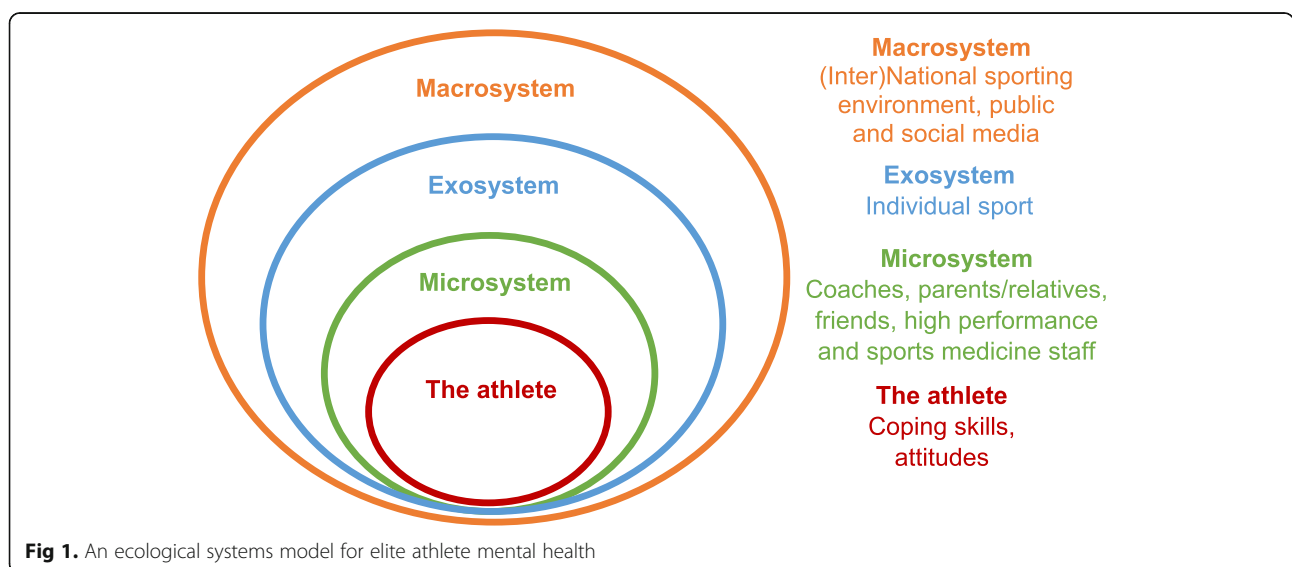 Macrosystem
Exosystem
Microsystem
The athlete
Macrosystem
(Inter)National sporting
environment, public
and social media
Exosystem
Individual sport
Microsystem
Coaches, parents/relatives,
friends, high performance
and sports medicine staff
The athlete
Coping skills,
attitudes
Fig 1. An ecological systems model for elite athlete mental health